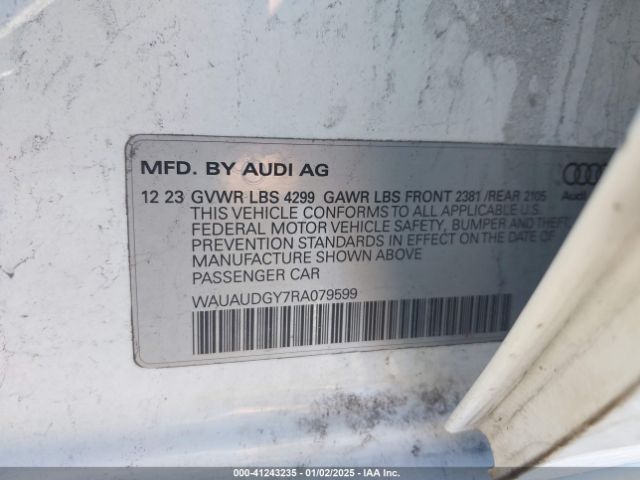 MFD. BY AUDI AG
12 23 GVWR LBS 4299 GAWR LBS FRONT 2381 /REAR 2105
THIS VEHICLE CONFORMS TO ALL APPLICABLE U.S.
FEDERAL MOTOR VEHICLE SAFETY, BUMPER AND THEFT
PREVENTION STANDARDS IN EFFECT ON THE DATE OF
MANUFACTURE SHOWN ABOVE
PASSENGER CAR
WAUAUDGY7RA079599
Audi
000-41243235 - 01/02/2025 - IAA Inc.